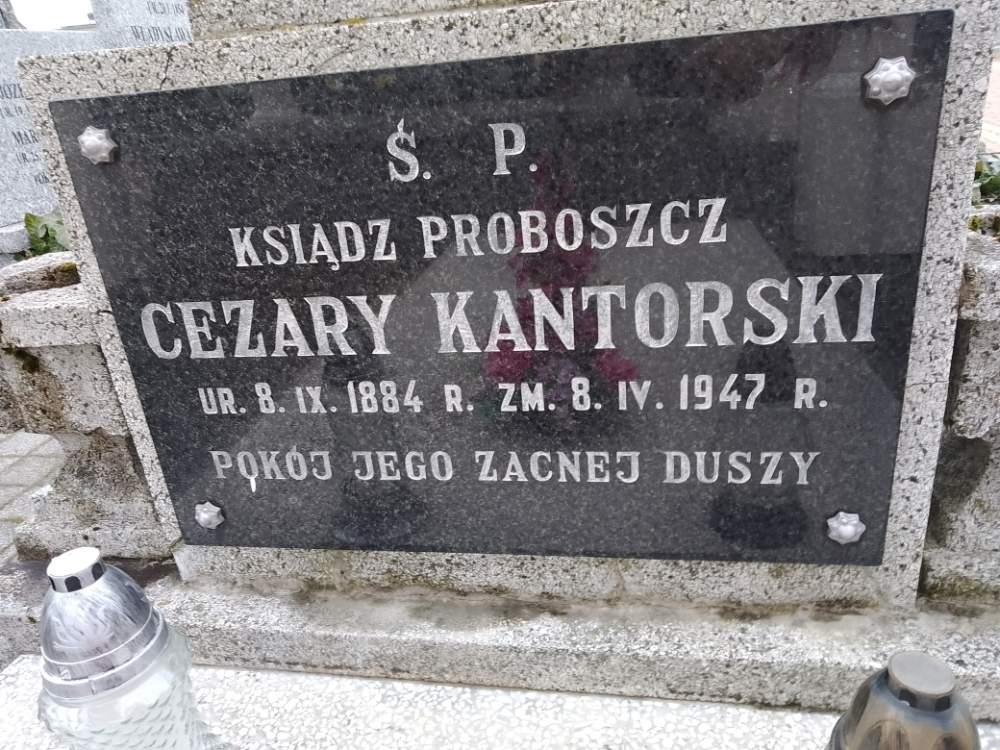 Ś. P.
KSIĄDZ PROBOSZCZ
CEZARY KANTORSKI
UR. 8. IX. 1884 R. ZM. 8. IV. 1947 R.
POKÓJ JEGO ZACNEJ DUSZY